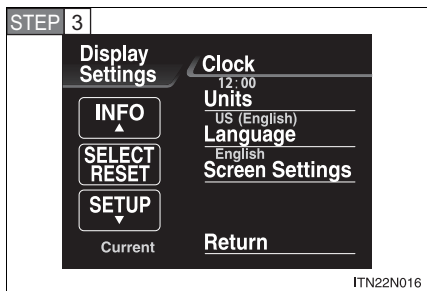 STEP 3
Display
Settings
INFO
▲
SELECT
RESET
SETUP
▼
Current
Clock
12:00
Units
US (English)
Language
English
Screen Settings
Return
ITN22N016